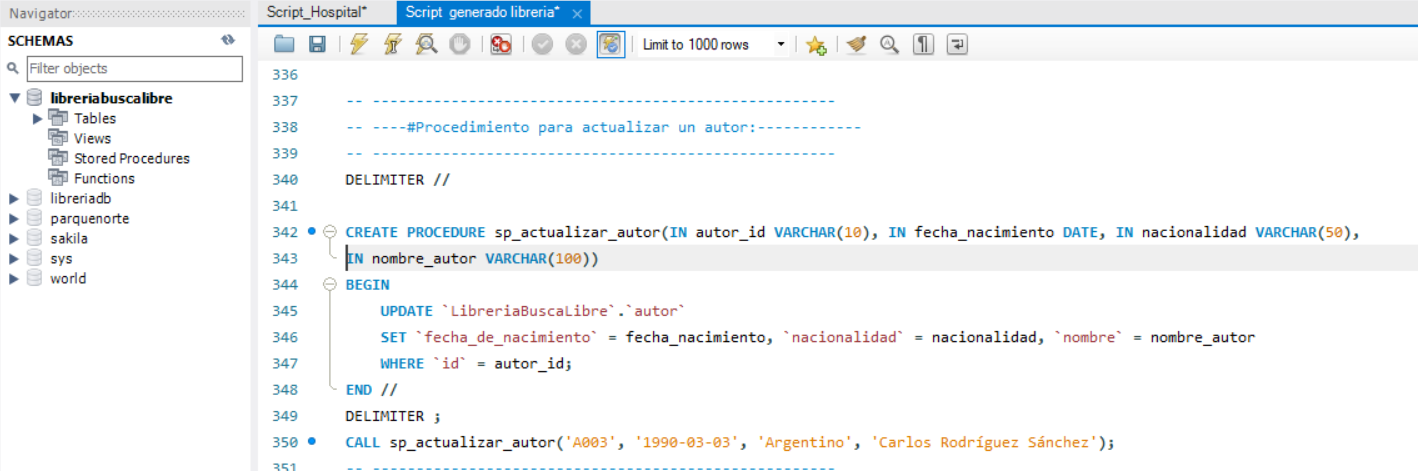 Navigator
SCHEMAS
Filter objects
libreriabuscalibre
Tables
Views
Stored Procedures
Functions
libreriadb
parquenorte
sakila
sys
world
Script_Hospital* Script generado libreria* ×
Limit to 1000 rows
336
337 -- -----------------------------------------------------
338 -- ----#Procedimiento para actualizar un autor:------------
339 -- -----------------------------------------------------
340 DELIMITER //
341
342 CREATE PROCEDURE sp_actualizar_autor(IN autor_id VARCHAR(10), IN fecha_nacimiento DATE, IN nacionalidad VARCHAR(50),
343 IN nombre_autor VARCHAR(100))
344 BEGIN
345 UPDATE `LibreriaBuscaLibre`.`autor`
346 SET `fecha_de_nacimiento` = fecha_nacimiento, `nacionalidad` = nacionalidad, `nombre` = nombre_autor
347 WHERE `id` = autor_id;
348 END //
349 DELIMITER ;
350 CALL sp_actualizar_autor('A003', '1990-03-03', 'Argentino', 'Carlos Rodríguez Sánchez');
351 -- -----------------------------------------------------